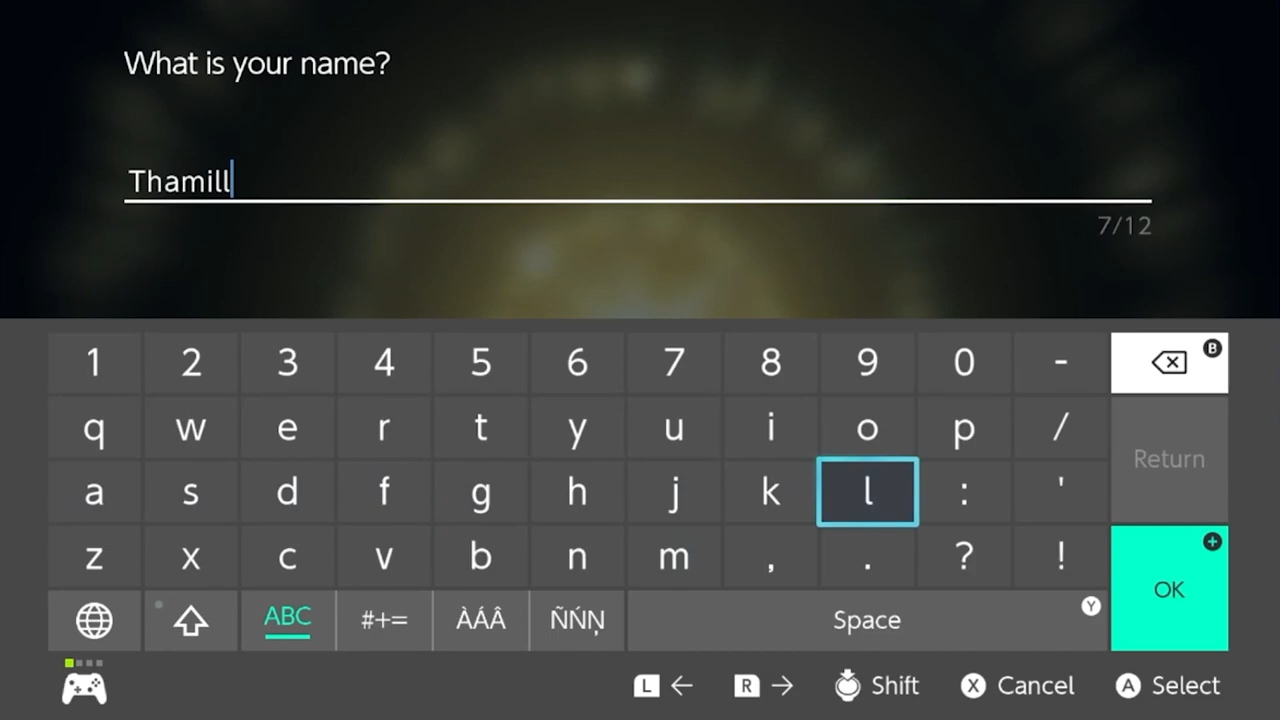 What is your name?
Thamill
7/12
1 2 3 4 5 6 7 8 9 0 - B
q w e r t y u i o p /
Return
a s d f g h j k l : '
z x c v b n m , . ? ! +
OK
ABC #+= ÀÁÂ ÑŃŅ Space Y
L ← R → Shift X Cancel A Select